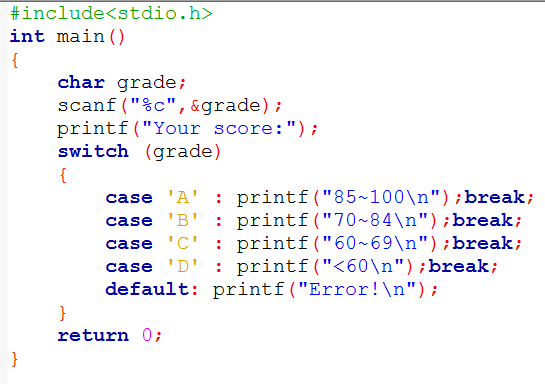 #include<stdio.h>
int main()
{
    char grade;
    scanf("%c",&grade);
    printf("Your score:");
    switch (grade)
    {
        case 'A' : printf("85~100\n");break;
        case 'B' : printf("70~84\n");break;
        case 'C' : printf("60~69\n");break;
        case 'D' : printf("<60\n");break;
        default: printf("Error!\n");
    }
    return 0;
}